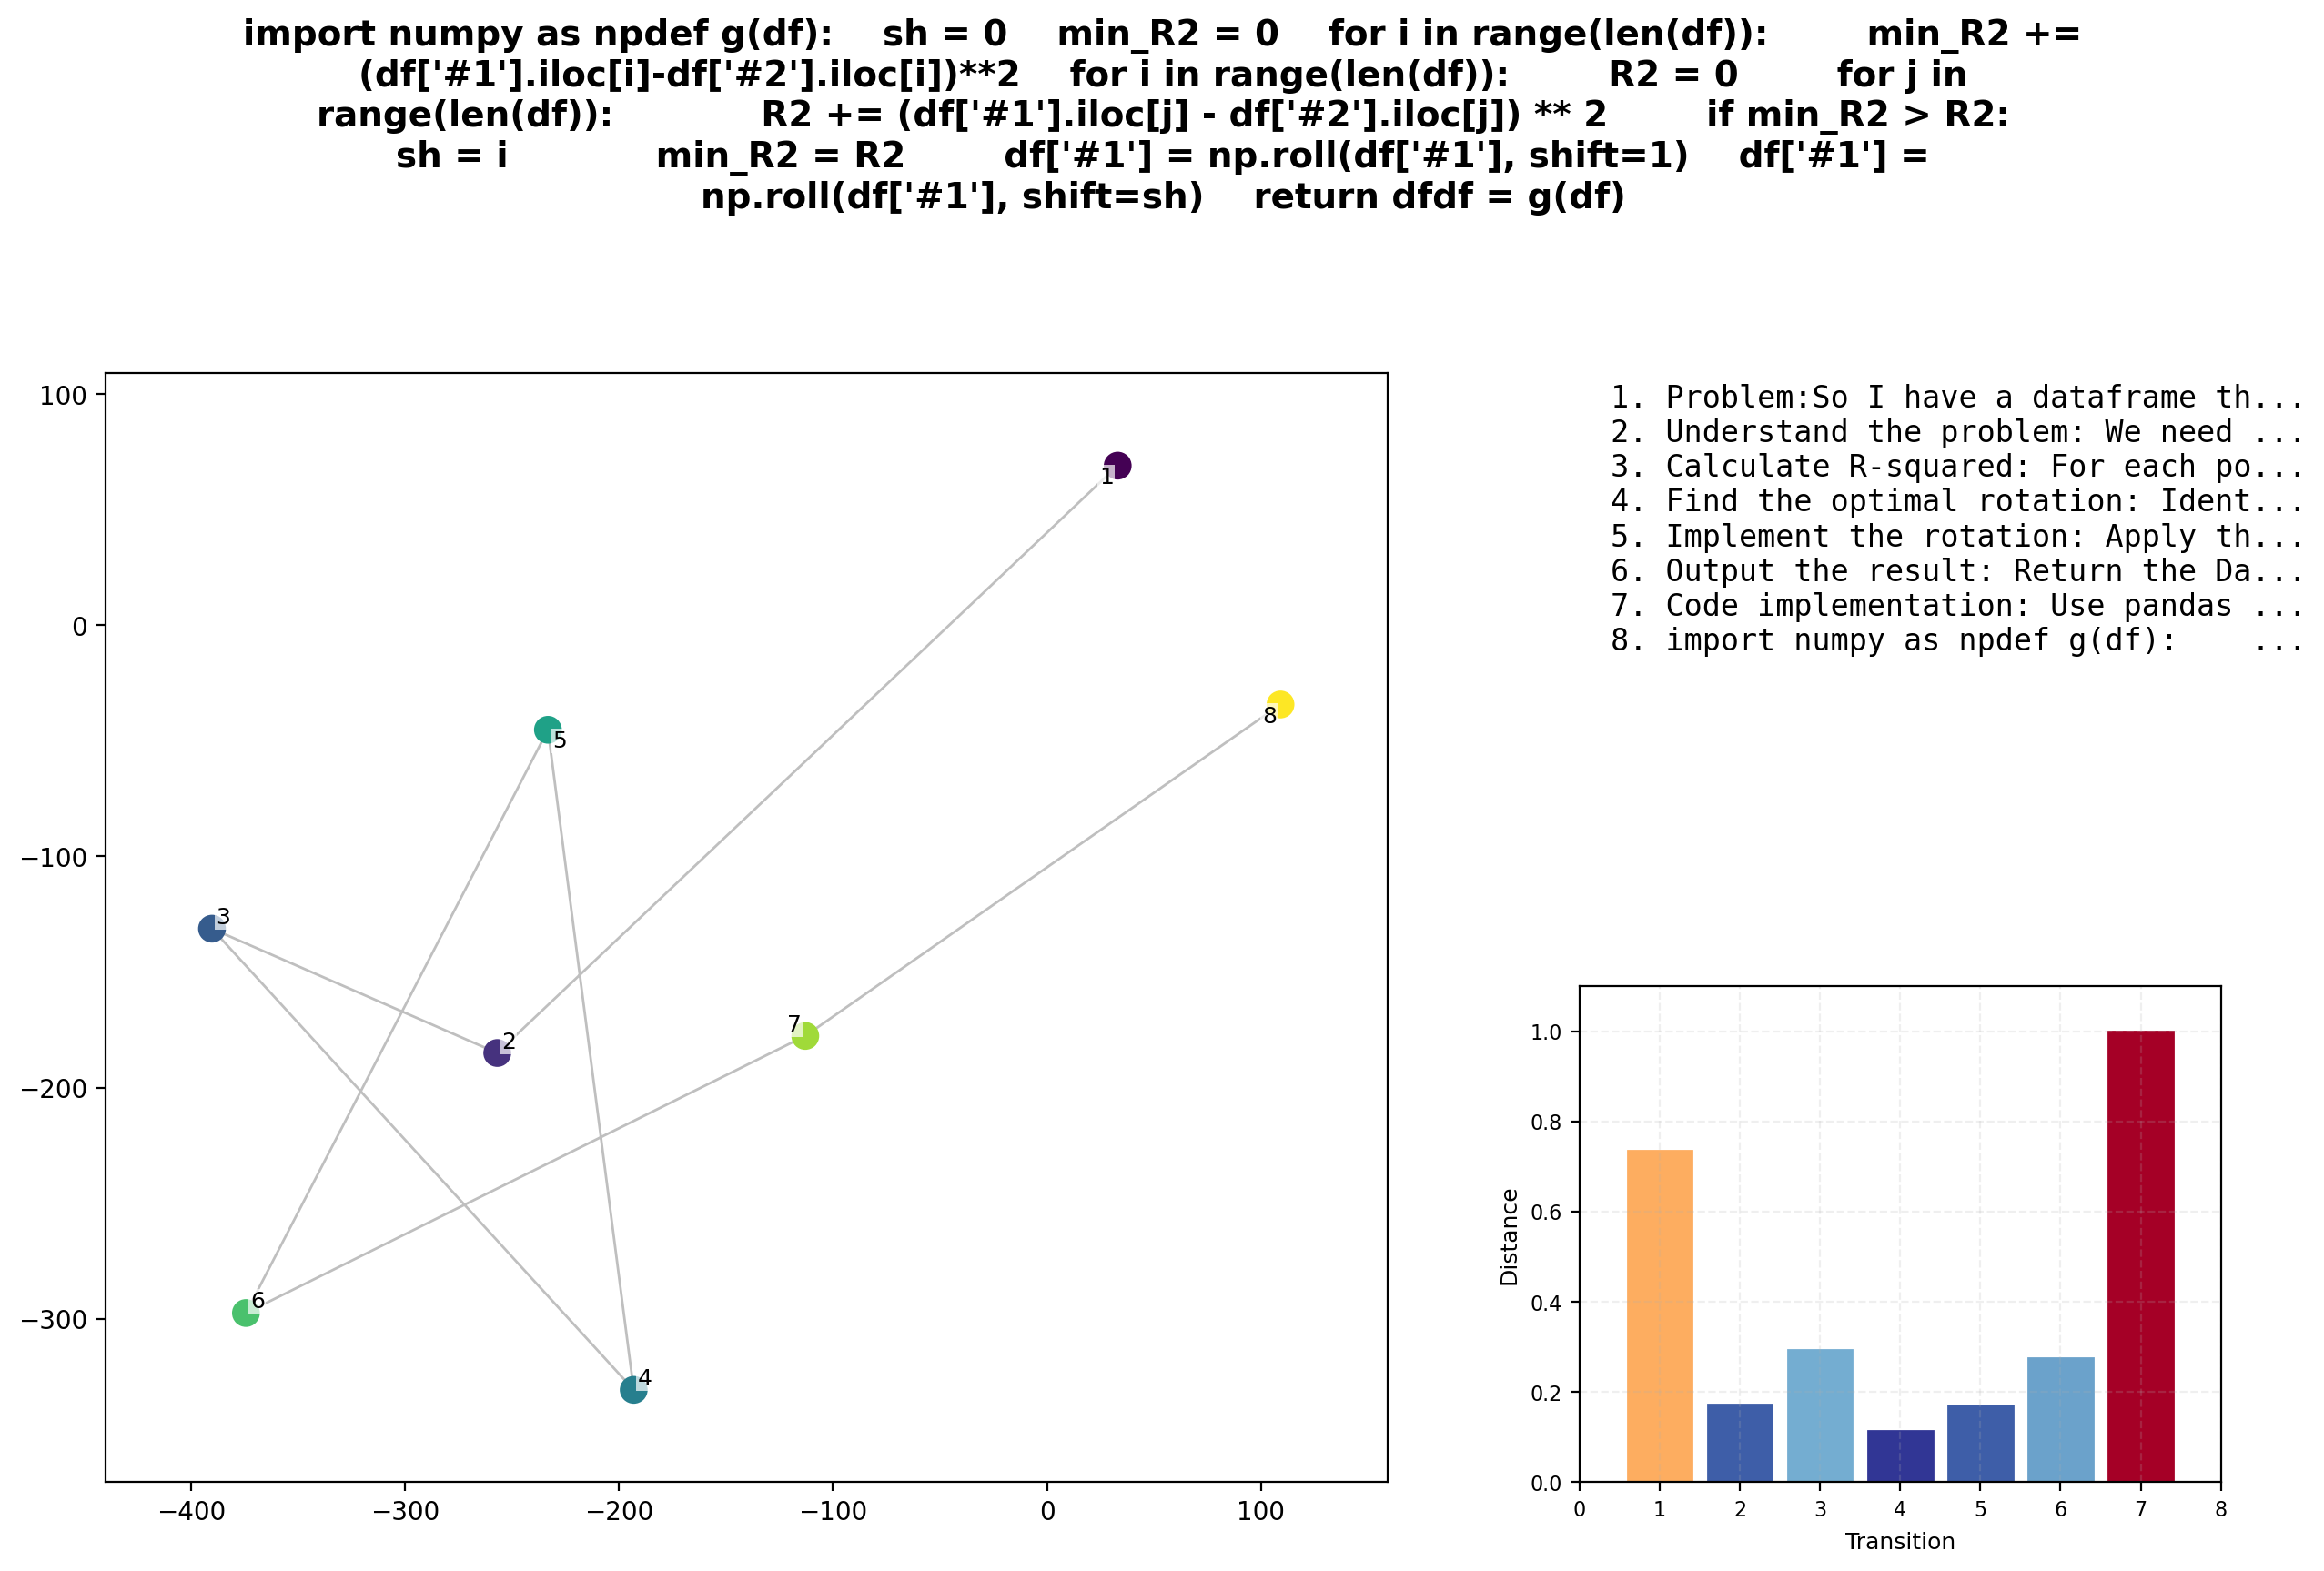 import numpy as npdef g(df):    sh = 0    min_R2 = 0    for i in range(len(df)):        min_R2 +=
(df['#1'].iloc[i]-df['#2'].iloc[i])**2    for i in range(len(df)):        R2 = 0        for j in
range(len(df)):            R2 += (df['#1'].iloc[j] - df['#2'].iloc[j]) ** 2        if min_R2 > R2:
sh = i            min_R2 = R2        df['#1'] = np.roll(df['#1'], shift=1)    df['#1'] =
np.roll(df['#1'], shift=sh)    return dfdf = g(df)
100
0
−100
−200
−300
−400
−300
−200
−100
0
100
1
2
3
4
5
6
7
8
1. Problem:So I have a dataframe th...
2. Understand the problem: We need ...
3. Calculate R-squared: For each po...
4. Find the optimal rotation: Ident...
5. Implement the rotation: Apply th...
6. Output the result: Return the Da...
7. Code implementation: Use pandas ...
8. import numpy as npdef g(df):    ...
Distance
1.0
0.8
0.6
0.4
0.2
0.0
0
1
2
3
4
5
6
7
8
Transition